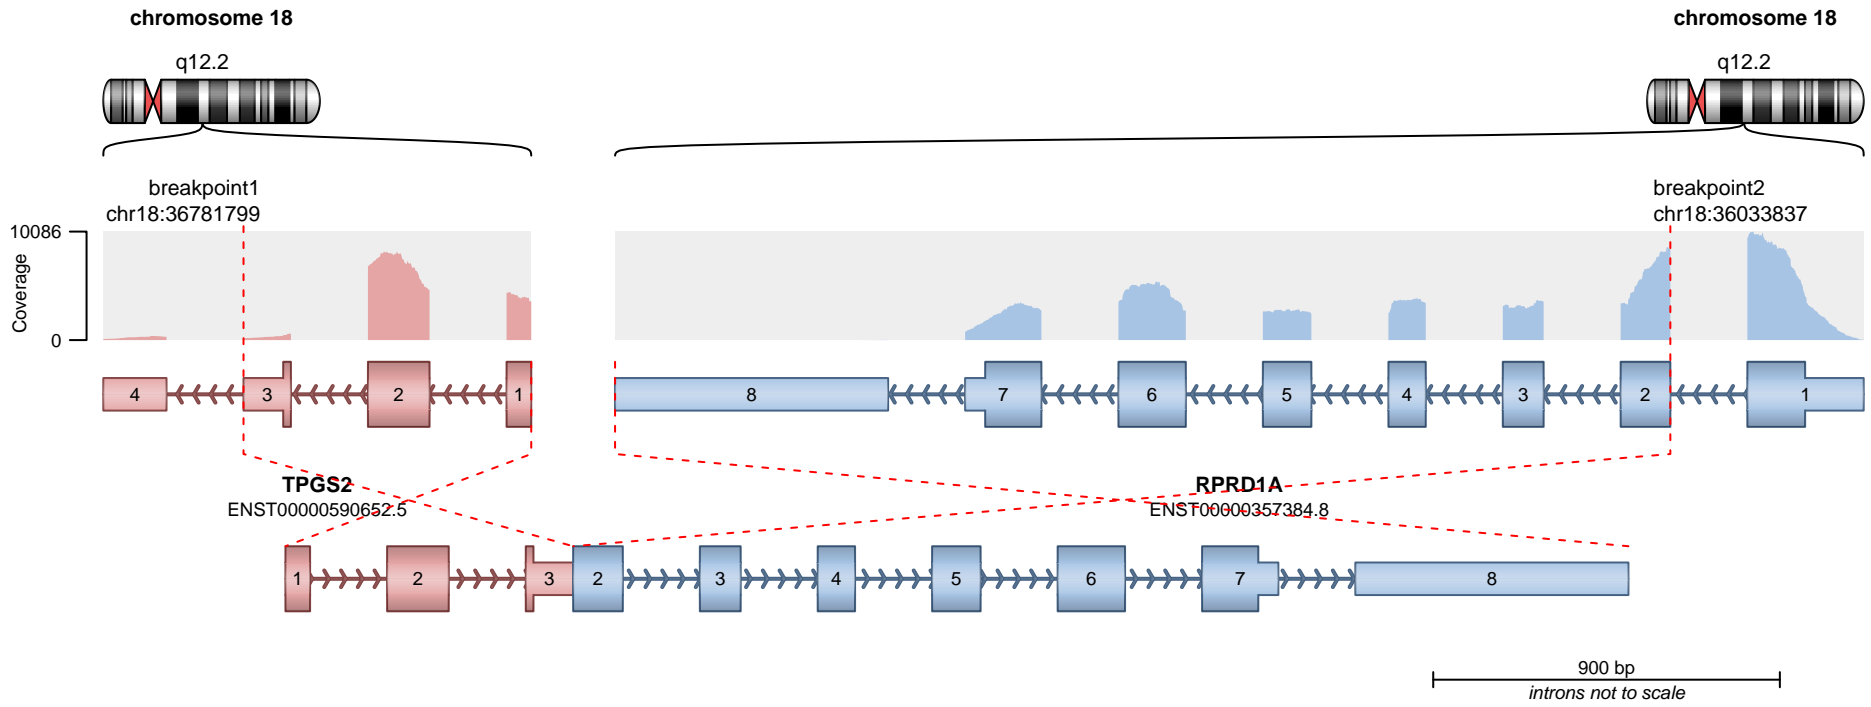 chromosome 18
chromosome 18
q12.2
q12.2
breakpoint1
chr18:36781799
breakpoint2
chr18:36033837
10086
Coverage
0
4 3 2 1
8 7 6 5 4 3 2 1
TPGS2
ENST00000590652.5
RPRD1A
ENST00000357384.8
1 2 3 2 3 4 5 6 7 8
900 bp
introns not to scale